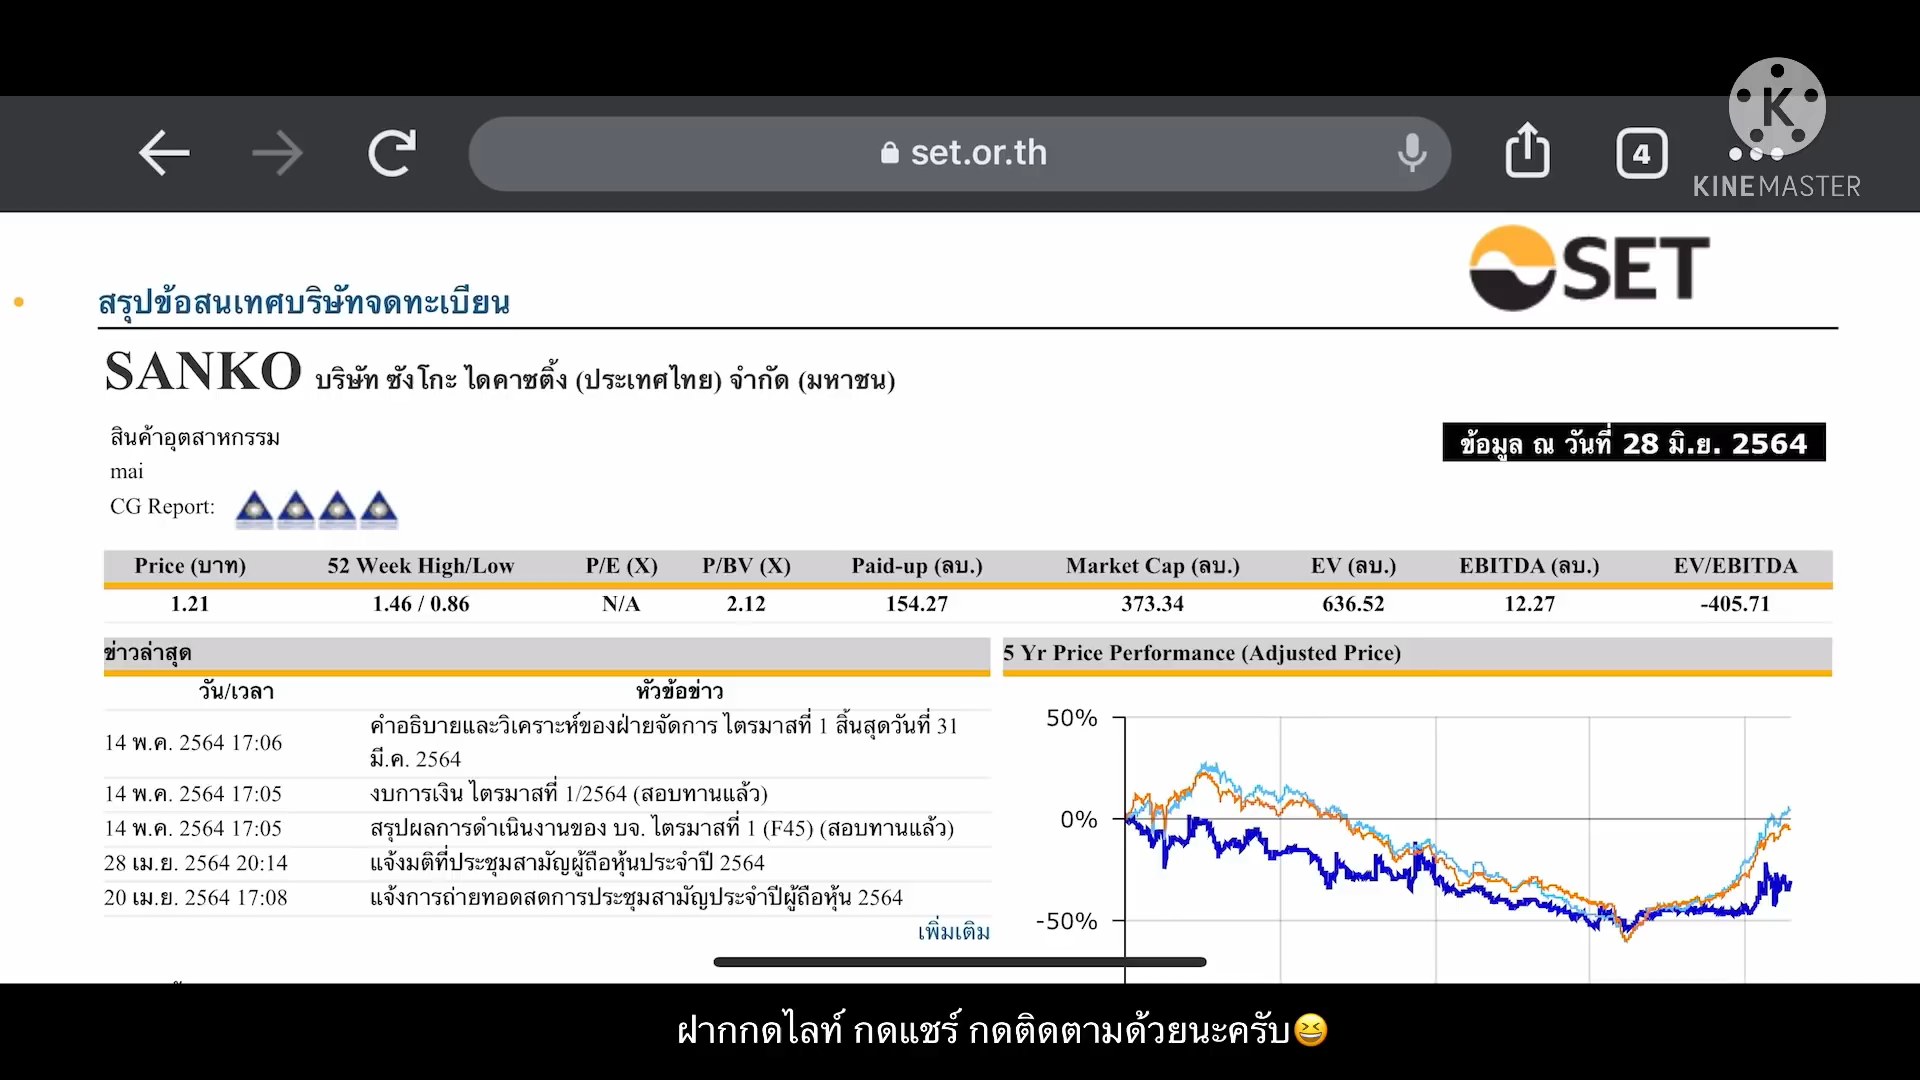 K
KINEMASTER
set.or.th
4
SET
สรุปข้อสนเทศบริษัทจดทะเบียน
SANKO บริษัท ซังโกะ ไดคาซติ้ง (ประเทศไทย) จำกัด (มหาชน)
สินค้าอุตสาหกรรม
ข้อมูล ณ วันที่ 28 มิ.ย. 2564
mai
CG Report:
Price (บาท) 52 Week High/Low P/E (X) P/BV (X) Paid-up (ลบ.) Market Cap (ลบ.) EV (ลบ.) EBITDA (ลบ.) EV/EBITDA
1.21 1.46 / 0.86 N/A 2.12 154.27 373.34 636.52 12.27 -405.71
ข่าวล่าสุด
วัน/เวลา หัวข้อข่าว
14 พ.ค. 2564 17:06 คำอธิบายและวิเคราะห์ของฝ่ายจัดการ ไตรมาสที่ 1 สิ้นสุดวันที่ 31
มี.ค. 2564
14 พ.ค. 2564 17:05 งบการเงิน ไตรมาสที่ 1/2564 (สอบทานแล้ว)
14 พ.ค. 2564 17:05 สรุปผลการดำเนินงานของ บจ. ไตรมาสที่ 1 (F45) (สอบทานแล้ว)
28 เม.ย. 2564 20:14 แจ้งมติที่ประชุมสามัญผู้ถือหุ้นประจำปี 2564
20 เม.ย. 2564 17:08 แจ้งการถ่ายทอดสดการประชุมสามัญประจำปีผู้ถือหุ้น 2564
เพิ่มเติม
5 Yr Price Performance (Adjusted Price)
50%
0%
-50%
ฝากกดไลท์ กดแชร์ กดติดตามด้วยนะครับ😆